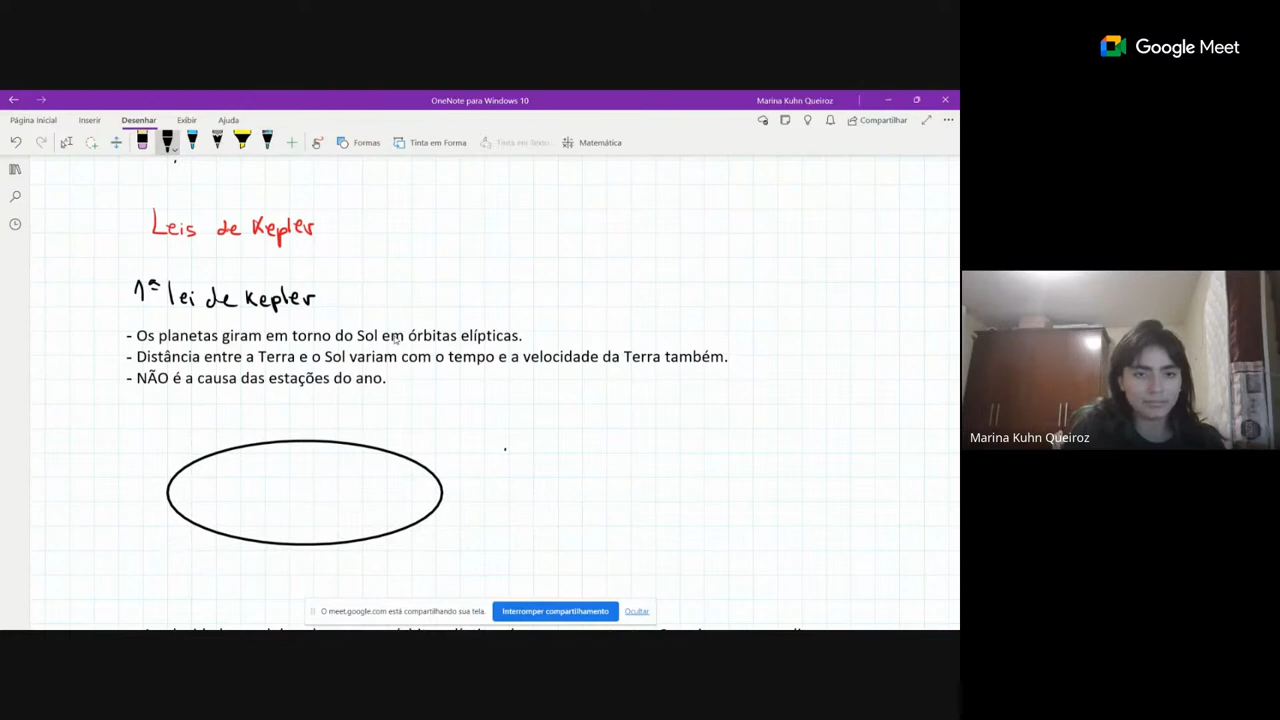 Google Meet
OneNote para Windows 10
Marina Kuhn Queiroz
Página Inicial Inserir Desenhar Exibir Ajuda
Compartilhar
Formas Tinta em Forma Tinta em Texto Matemática
Leis de Kepler
1ª lei de Kepler
- Os planetas giram em torno do Sol em órbitas elípticas.
- Distância entre a Terra e o Sol variam com o tempo e a velocidade da Terra também.
- NÃO é a causa das estações do ano.
Marina Kuhn Queiroz
O meet.google.com está compartilhando sua tela. Interromper compartilhamento Ocultar